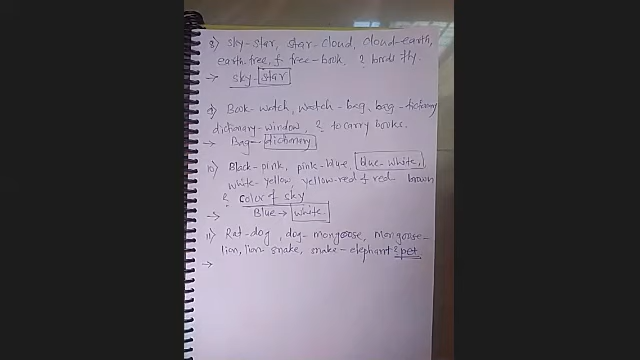 8) Sky-star, star-cloud, cloud-earth,
earth-tree, & tree-book. ? birds fly.
→ sky-star
9) Book-watch, watch-bag, bag-dictionary
dictionary-window, ? to carry books.
→ Bag-dictionary
10) Black-pink, pink-blue, blue-white,
white-yellow, yellow-red & red brown
? color of sky
→ Blue → white
11) Rat-dog, dog-mongoose, mongoose-
lion, lion-snake, snake-elephant ? pet
→